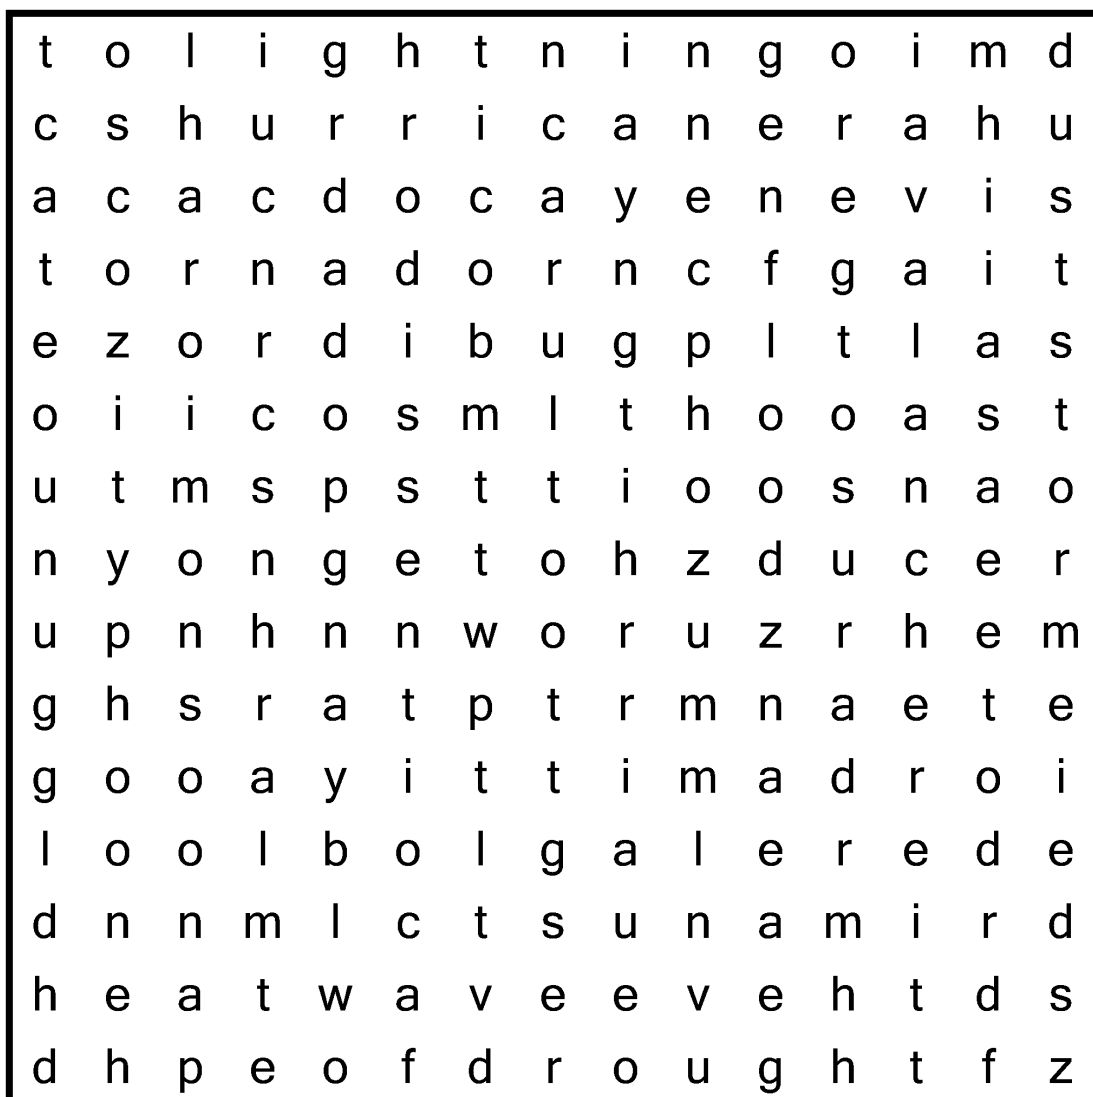 t o l i g h t n i n g o i m d
c s h u r r i c a n e r a h u
a c a c d o c a y e n e v i s
t o r n a d o r n c f g a i t
e z o r d i b u g p l t l a s
o i i c o s m l t h o o a s t
u t m s p s t t i o o s n a o
n y o n g e t o h z d u c e r
u p n h n n w o r u z r h e m
g h s r a t p t r m n a e t e
g o o a y i t t i m a d r o i
l o o l b o l g a l e r e d e
d n n m l c t s u n a m i r d
h e a t w a v e e v e h t d s
d h p e o f d r o u g h t f z